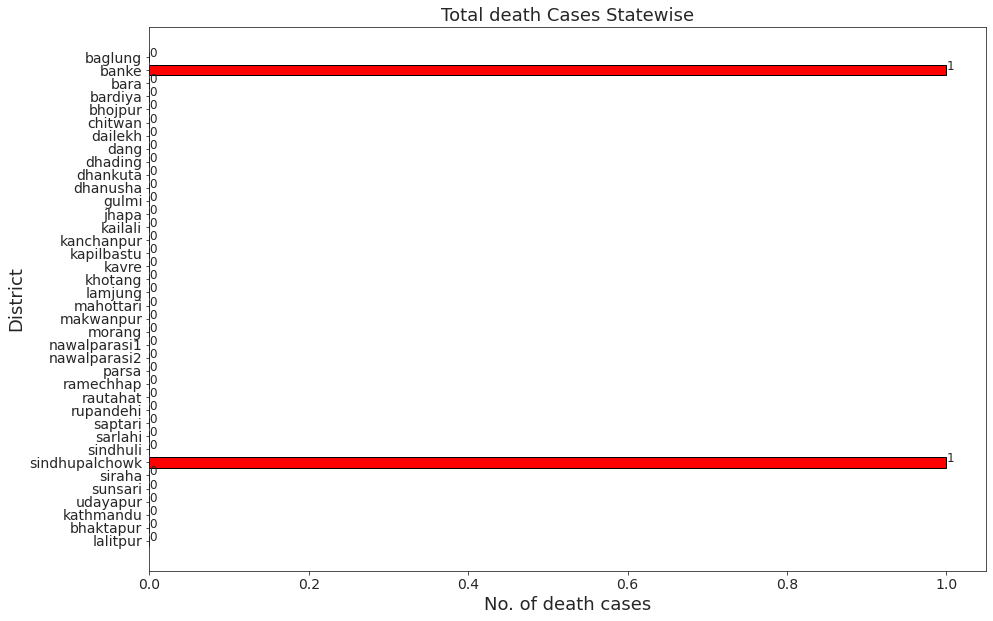 Total death Cases Statewise
District
baglung 0
banke 1
bara 0
bardiya 0
bhojpur 0
chitwan 0
dailekh 0
dang 0
dhading 0
dhankuta 0
dhanusha 0
gulmi 0
jhapa 0
kailali 0
kanchanpur 0
kapilbastu 0
kavre 0
khotang 0
lamjung 0
mahottari 0
makwanpur 0
morang 0
nawalparasi1 0
nawalparasi2 0
parsa 0
ramechhap 0
rautahat 0
rupandehi 0
saptari 0
sarlahi 0
sindhuli 0
sindhupalchowk 1
siraha 0
sunsari 0
udayapur 0
kathmandu 0
bhaktapur 0
lalitpur 0
0.0 0.2 0.4 0.6 0.8 1.0
No. of death cases